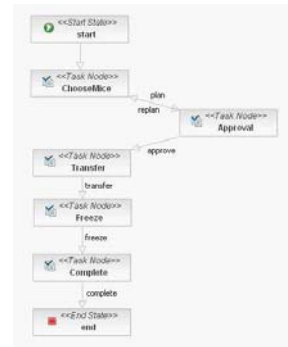 <<Start State>>
start
<<Task Node>>
ChooseMice
plan
replan
<<Task Node>>
Approval
approve
<<Task Node>>
Transfer
transfer
<<Task Node>>
Freeze
freeze
<<Task Node>>
Complete
complete
<<End State>>
end